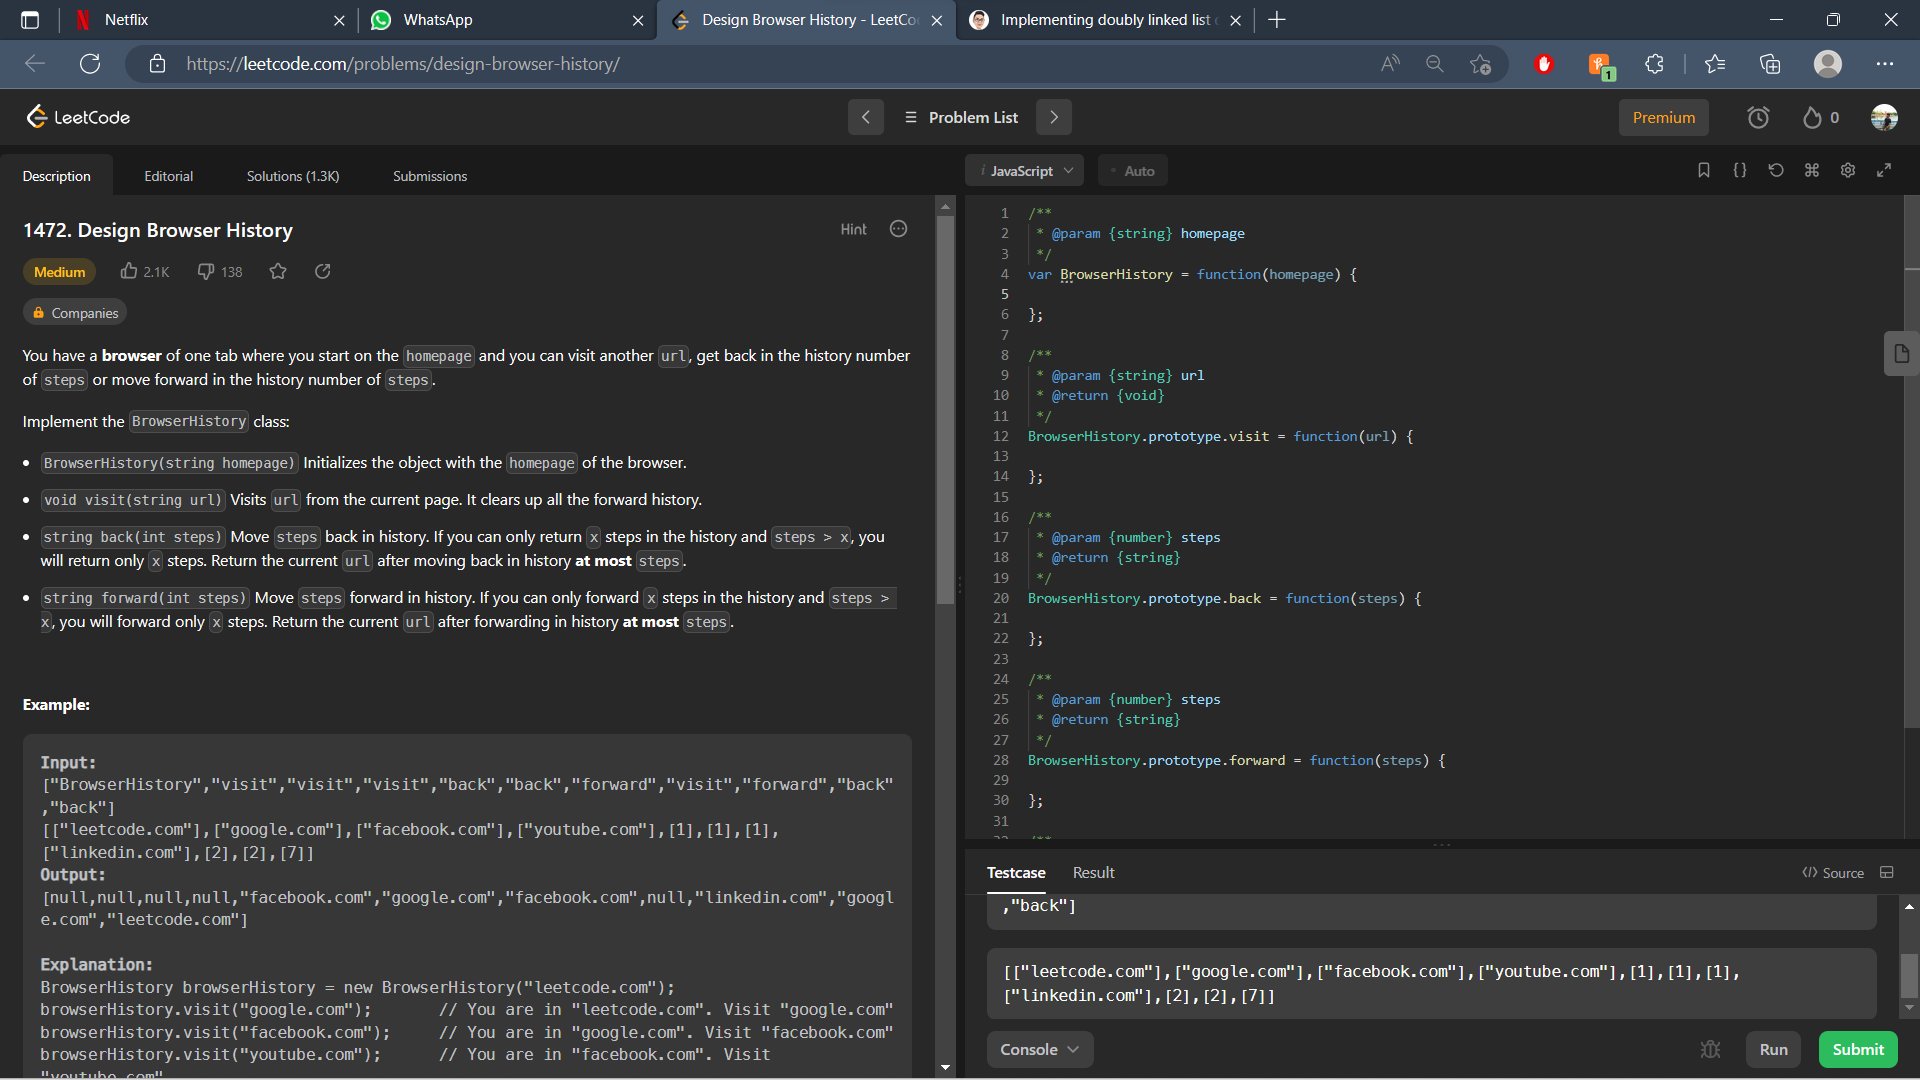 Netflix
WhatsApp
Design Browser History - LeetCo
Implementing doubly linked list
https://leetcode.com/problems/design-browser-history/
1
LeetCode
Problem List
Premium
0
Description
Editorial
Solutions (1.3K)
Submissions
1472. Design Browser History
Hint
Medium
2.1K
138
Companies
You have a browser of one tab where you start on the homepage and you can visit another url, get back in the history number
of steps or move forward in the history number of steps.
Implement the BrowserHistory class:
• BrowserHistory(string homepage) Initializes the object with the homepage of the browser.
• void visit(string url) Visits url from the current page. It clears up all the forward history.
• string back(int steps) Move steps back in history. If you can only return x steps in the history and steps > x, you
will return only x steps. Return the current url after moving back in history at most steps.
• string forward(int steps) Move steps forward in history. If you can only forward x steps in the history and steps >
x, you will forward only x steps. Return the current url after forwarding in history at most steps.
Example:
Input:
["BrowserHistory","visit","visit","visit","back","back","forward","visit","forward","back"
,"back"]
[["leetcode.com"],["google.com"],["facebook.com"],["youtube.com"],[1],[1],[1],
["linkedin.com"],[2],[2],[7]]
Output:
[null,null,null,null,"facebook.com","google.com","facebook.com",null,"linkedin.com","googl
e.com","leetcode.com"]
Explanation:
BrowserHistory browserHistory = new BrowserHistory("leetcode.com");
browserHistory.visit("google.com");       // You are in "leetcode.com". Visit "google.com"
browserHistory.visit("facebook.com");     // You are in "google.com". Visit "facebook.com"
browserHistory.visit("youtube.com");      // You are in "facebook.com". Visit
"youtube.com"
i JavaScript
• Auto
1 /**
2  * @param {string} homepage
3  */
4 var BrowserHistory = function(homepage) {
5
6 };
7
8 /**
9  * @param {string} url
10  * @return {void}
11  */
12 BrowserHistory.prototype.visit = function(url) {
13
14 };
15
16 /**
17  * @param {number} steps
18  * @return {string}
19  */
20 BrowserHistory.prototype.back = function(steps) {
21
22 };
23
24 /**
25  * @param {number} steps
26  * @return {string}
27  */
28 BrowserHistory.prototype.forward = function(steps) {
29
30 };
31
32 /**
Testcase
Result
</> Source
,"back"]
[["leetcode.com"],["google.com"],["facebook.com"],["youtube.com"],[1],[1],[1],
["linkedin.com"],[2],[2],[7]]
Console
Run
Submit